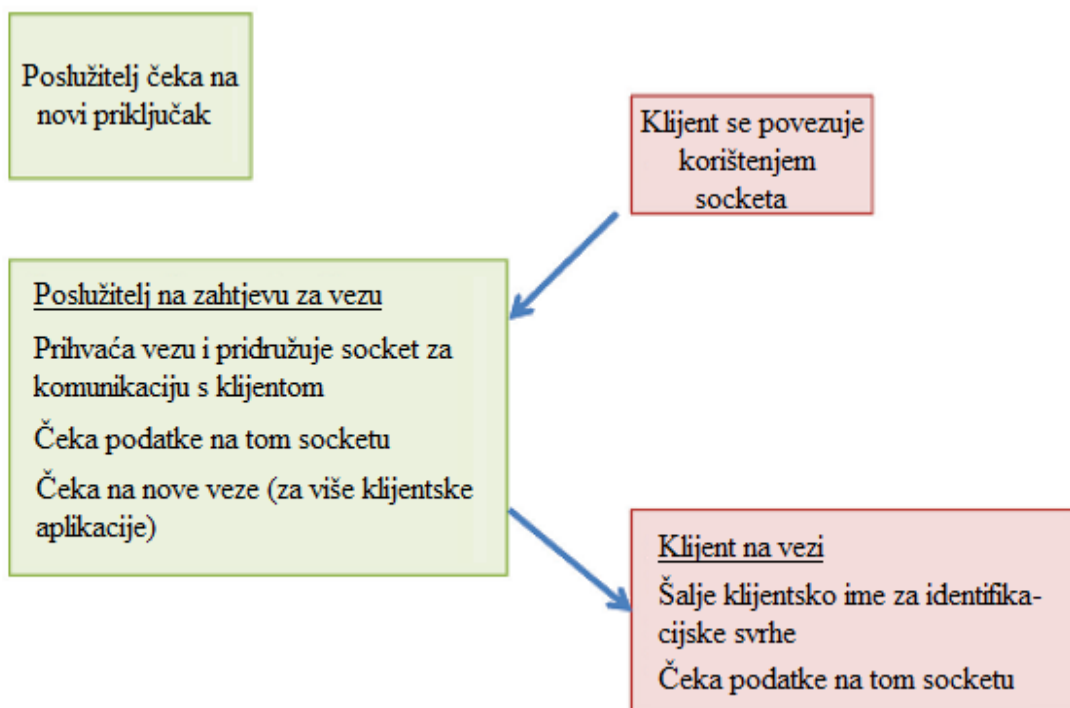 Poslužitelj čeka na
novi priključak
Klijent se povezuje
korištenjem
socketa
Poslužitelj na zahtjevu za vezu
Prihvaća vezu i pridružuje socket za
komunikaciju s klijentom
Čeka podatke na tom socketu
Čeka na nove veze (za više klijentske
aplikacije)
Klijent na vezi
Šalje klijentsko ime za identifika-
cijske svrhe
Čeka podatke na tom socketu